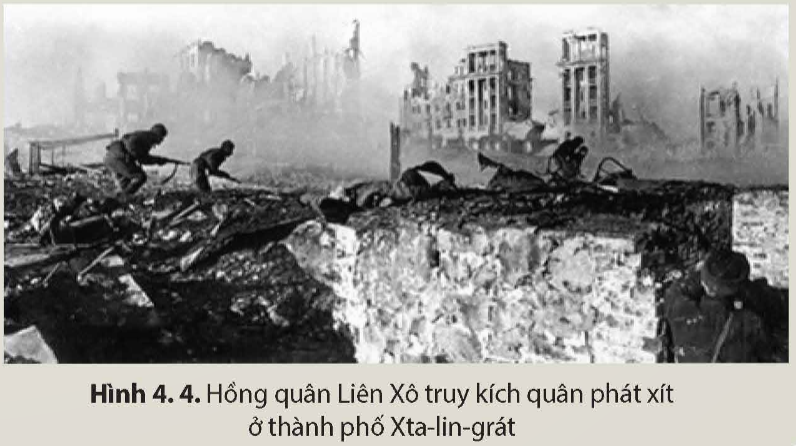 Hình 4. 4. Hồng quân Liên Xô truy kích quân phát xít
ở thành phố Xta-lin-grát